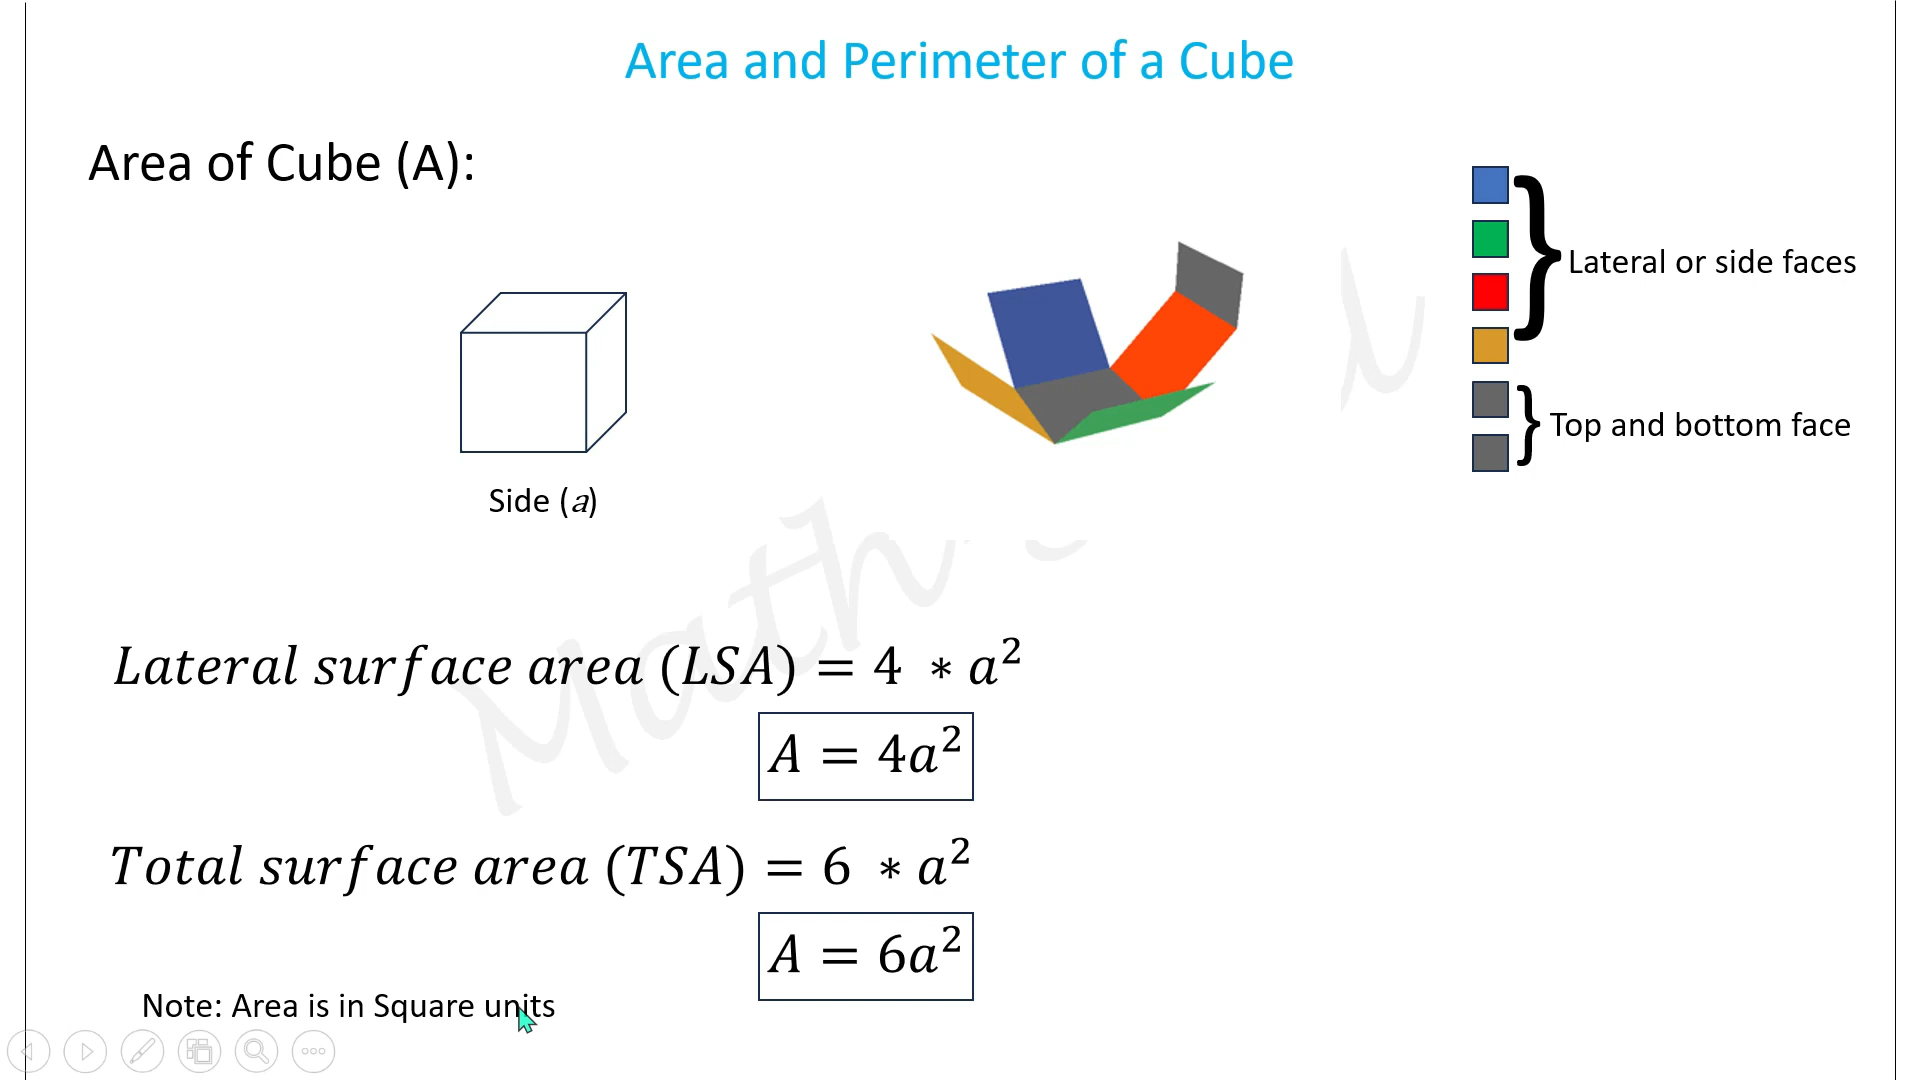 Area and Perimeter of a Cube
Area of Cube (A):
Lateral or side faces
Top and bottom face
Side (a)
Math
Lateral surface area (LSA) = 4 * a²
A = 4a²
Total surface area (TSA) = 6 * a²
A = 6a²
Note: Area is in Square units